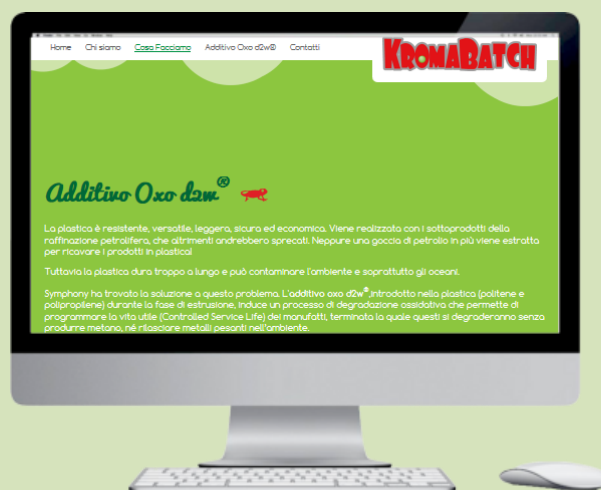 Home Chi siamo Cosa Facciamo Additivo Oxo d2w® Contatti
KROMABATCH
Additivo Oxo d2w®
La plastica è resistente, versatile, leggera, sicura ed economica. Viene realizzata con i sottoprodotti della
raffinazione petrolifera, che altrimenti andrebbero sprecati. Neppure una goccia di petrolio in più viene estratta
per ricavare i prodotti in plastica!
Tuttavia la plastica dura troppo a lungo e può contaminare l'ambiente e soprattutto gli oceani.
Symphony ha trovato la soluzione a questo problema. L'additivo oxo d2w®,introdotto nella plastica (politene e
polipropilene) durante la fase di estrusione, induce un processo di degradazione ossidativa che permette di
programmare la vita utile (Controlled Service Life) dei manufatti, terminata la quale questi si degraderanno senza
produrre metano, né rilasciare metalli pesanti nell'ambiente.